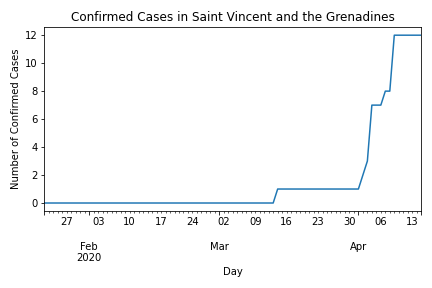 Confirmed Cases in Saint Vincent and the Grenadines
Number of Confirmed Cases
12
10
8
6
4
2
0
27 03 10 17 24 02 09 16 23 30 06 13
Feb Mar Apr
2020
Day